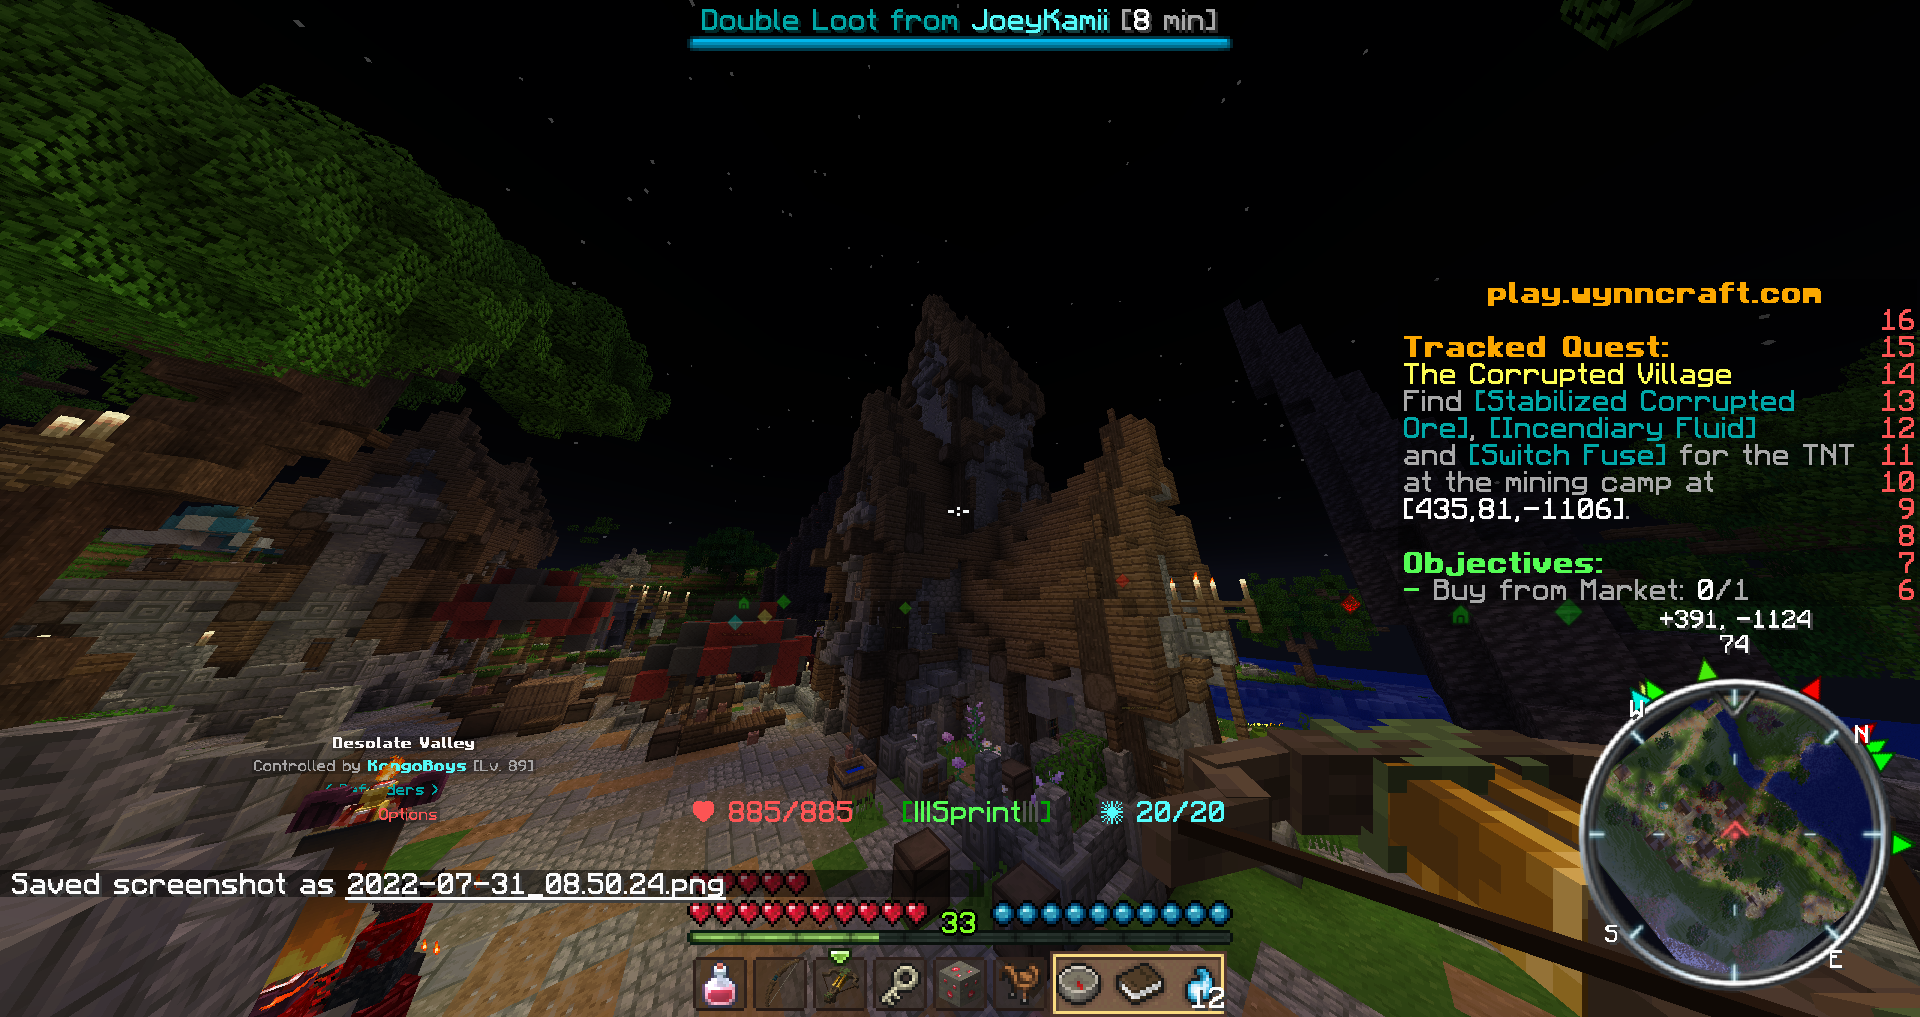 Double Loot from JoeyKamii [8 min]
play.wynncraft.com
16
Tracked Quest: 15
The Corrupted Village 14
Find [Stabilized Corrupted 13
Ore], [Incendiary Fluid] 12
and [Switch Fuse] for the TNT 11
at the mining camp at 10
[435,81,-1106]. 9
8
Objectives: 7
- Buy from Market: 0/1 6
+391, -1124
74
W
N
S
E
Desolate Valley
Controlled by KongoBoys [Lv. 89]
< Defenders >
Options
885/885 [|||Sprint|||] 20/20
Saved screenshot as 2022-07-31_08.50.24.png
33
12